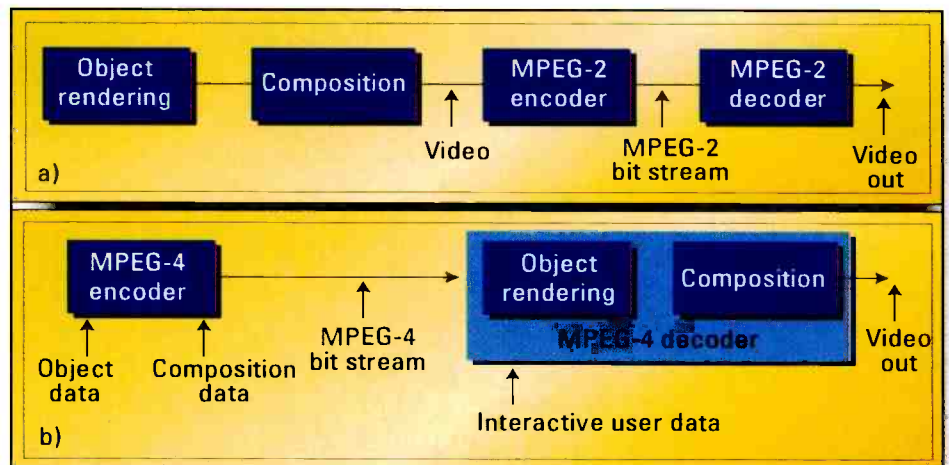 Object
rendering
Composition
MPEG-2
encoder
MPEG-2
decoder
Video
MPEG-2
bit stream
Video
out
a)
MPEG-4
encoder
Object
rendering
Composition
MPEG-4 decoder
MPEG-4
bit stream
Video
out
Object
data
Composition
data
Interactive user data
b)